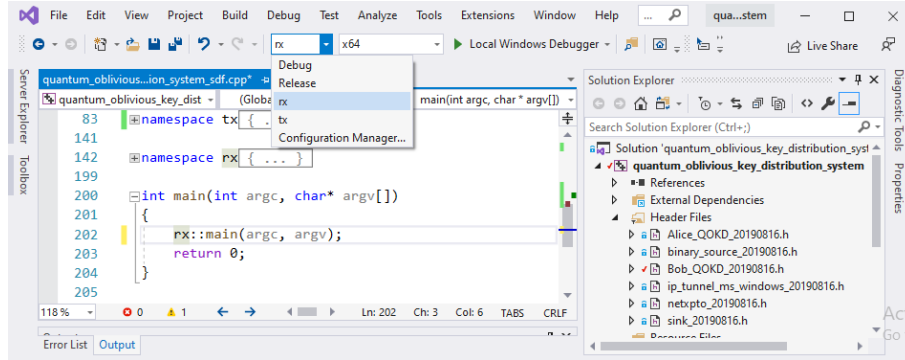 File Edit View Project Build Debug Test Analyze Tools Extensions Window Help ... qua...stem
rx x64 Local Windows Debugger Live Share
quantum_oblivious...ion_system_sdf.cpp*
quantum_oblivious_key_dist (Globa main(int argc, char * argv[])
Debug
Release
rx
tx
Configuration Manager...
83 namespace tx{ ..
141
142 namespace rx{ ... }
199
200 int main(int argc, char* argv[])
201 {
202 rx::main(argc, argv);
203 return 0;
204 }
205
118 % 0 1 Ln: 202 Ch: 3 Col: 6 TABS CRLF
Error List Output
Server Explorer
Toolbox
Solution Explorer
Search Solution Explorer (Ctrl+;)
Solution 'quantum_oblivious_key_distribution_syst
quantum_oblivious_key_distribution_system
References
External Dependencies
Header Files
Alice_QOKD_20190816.h
binary_source_20190816.h
Bob_QOKD_20190816.h
ip_tunnel_ms_windows_20190816.h
netxpto_20190816.h
sink_20190816.h
Resource Files
Diagnostic Tools
Properties
Act
Go